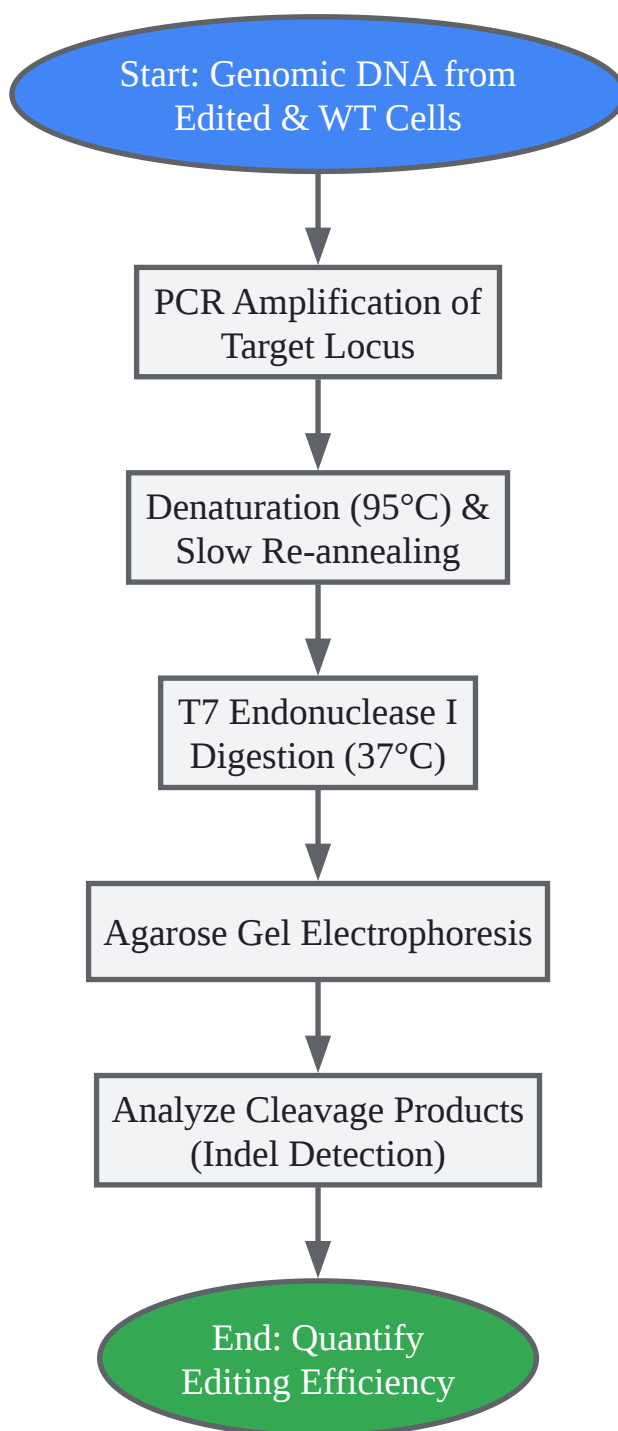 Start: Genomic DNA from
Edited & WT Cells
PCR Amplification of
Target Locus
Denaturation (95°C) &
Slow Re-annealing
T7 Endonuclease I
Digestion (37°C)
Agarose Gel Electrophoresis
Analyze Cleavage Products
(Indel Detection)
End: Quantify
Editing Efficiency